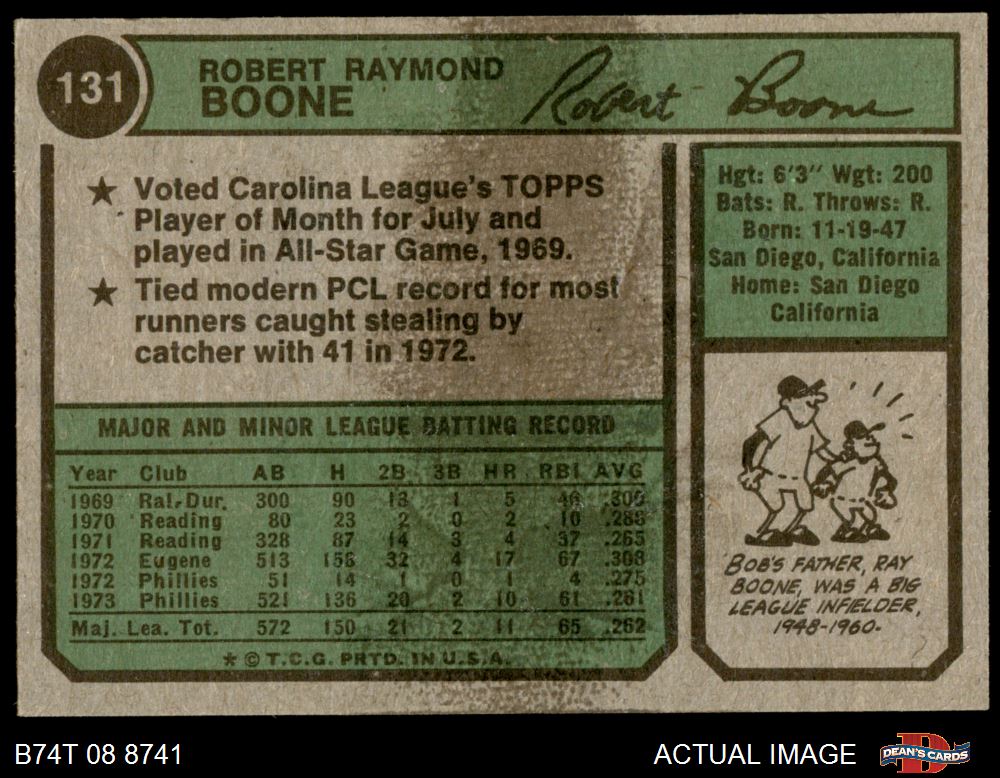 131
ROBERT RAYMOND
BOONE
Robert Boone
★ Voted Carolina League's TOPPS
Player of Month for July and
played in All-Star Game, 1969.
★ Tied modern PCL record for most
runners caught stealing by
catcher with 41 in 1972.
Hgt: 6'3" Wgt: 200
Bats: R. Throws: R.
Born: 11-19-47
San Diego, California
Home: San Diego
California
MAJOR AND MINOR LEAGUE BATTING RECORD
Year Club AB H 2B 3B HR RBI AVG
1969 Ral.-Dur. 300 90 13 1 5 46 .300
1970 Reading 80 23 2 0 2 10 .288
1971 Reading 328 87 14 3 4 37 .265
1972 Eugene 513 158 32 4 17 67 .308
1972 Phillies 51 14 1 0 1 4 .275
1973 Phillies 521 136 20 2 10 61 .261
Maj. Lea. Tot. 572 150 21 2 11 65 .262
★ © T.C.G. PRTD. IN U.S.A.
BOB'S FATHER, RAY
BOONE, WAS A BIG
LEAGUE INFIELDER,
1948-1960.
B74T 08 8741
ACTUAL IMAGE
DEAN'S CARDS